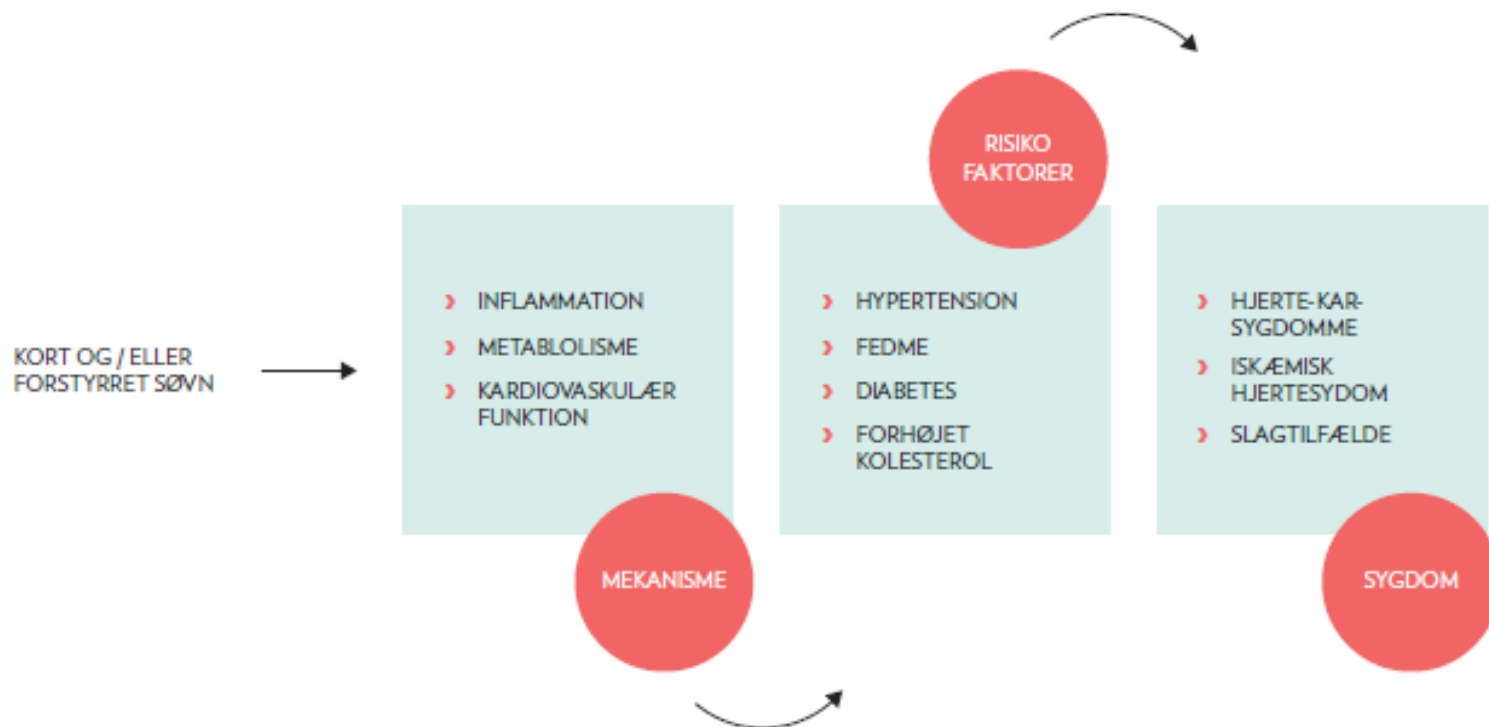 KORT OG / ELLER
FORSTYRRET SØVN
INFLAMMATION
METABLOLISME
KARDIOVASKULÆR
FUNKTION
MEKANISME
RISIKO
FAKTORER
HYPERTENSION
FEDME
DIABETES
FORHØJET
KOLESTEROL
HJERTE-KAR-
SYGDOMME
ISKÆMISK
HJERTESYDOM
SLAGTILFÆLDE
SYGDOM